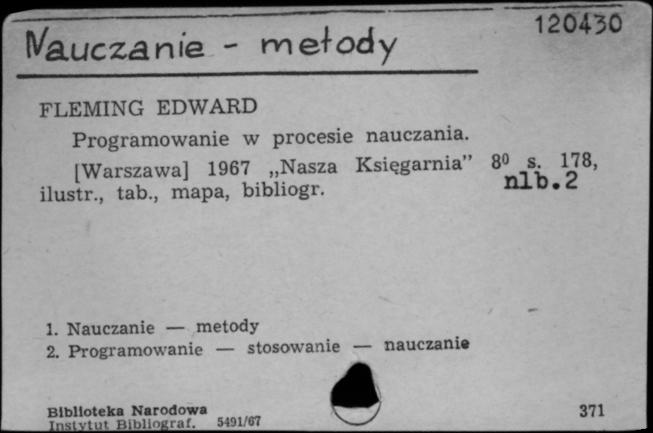 120430
Nauczanie - metody
FLEMING EDWARD
Programowanie w procesie nauczania.
[Warszawa] 1967 „Nasza Księgarnia” 8⁰ s. 178,
nlb.2
ilustr., tab., mapa, bibliogr.
1. Nauczanie — metody
2. Programowanie — stosowanie — nauczanie
Biblioteka Narodowa
Instytut Bibliograf. 5491/67
371